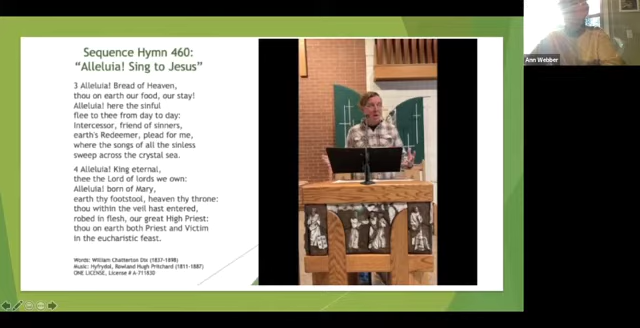 Sequence Hymn 460:
“Alleluia! Sing to Jesus”
3 Alleluia! Bread of Heaven,
thou on earth our food, our stay!
Alleluia! here the sinful
flee to thee from day to day:
Intercessor, friend of sinners,
earth's Redeemer, plead for me,
where the songs of all the sinless
sweep across the crystal sea.
4 Alleluia! King eternal,
thee the Lord of lords we own:
Alleluia! born of Mary,
earth thy footstool, heaven thy throne:
thou within the veil hast entered,
robed in flesh, our great High Priest:
thou on earth both Priest and Victim
in the eucharistic feast.
Words: William Chatterton Dix (1837-1898)
Music: Hyfrydol, Rowland Hugh Pritchard (1811-1887)
ONE LICENSE, License # A-711830
Ann Webber